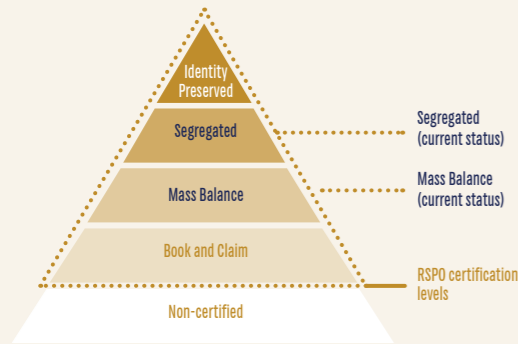 Identity
Preserved
Segregated
Segregated
(current status)
Mass Balance
Mass Balance
(current status)
Book and Claim
RSPO certification
levels
Non-certified